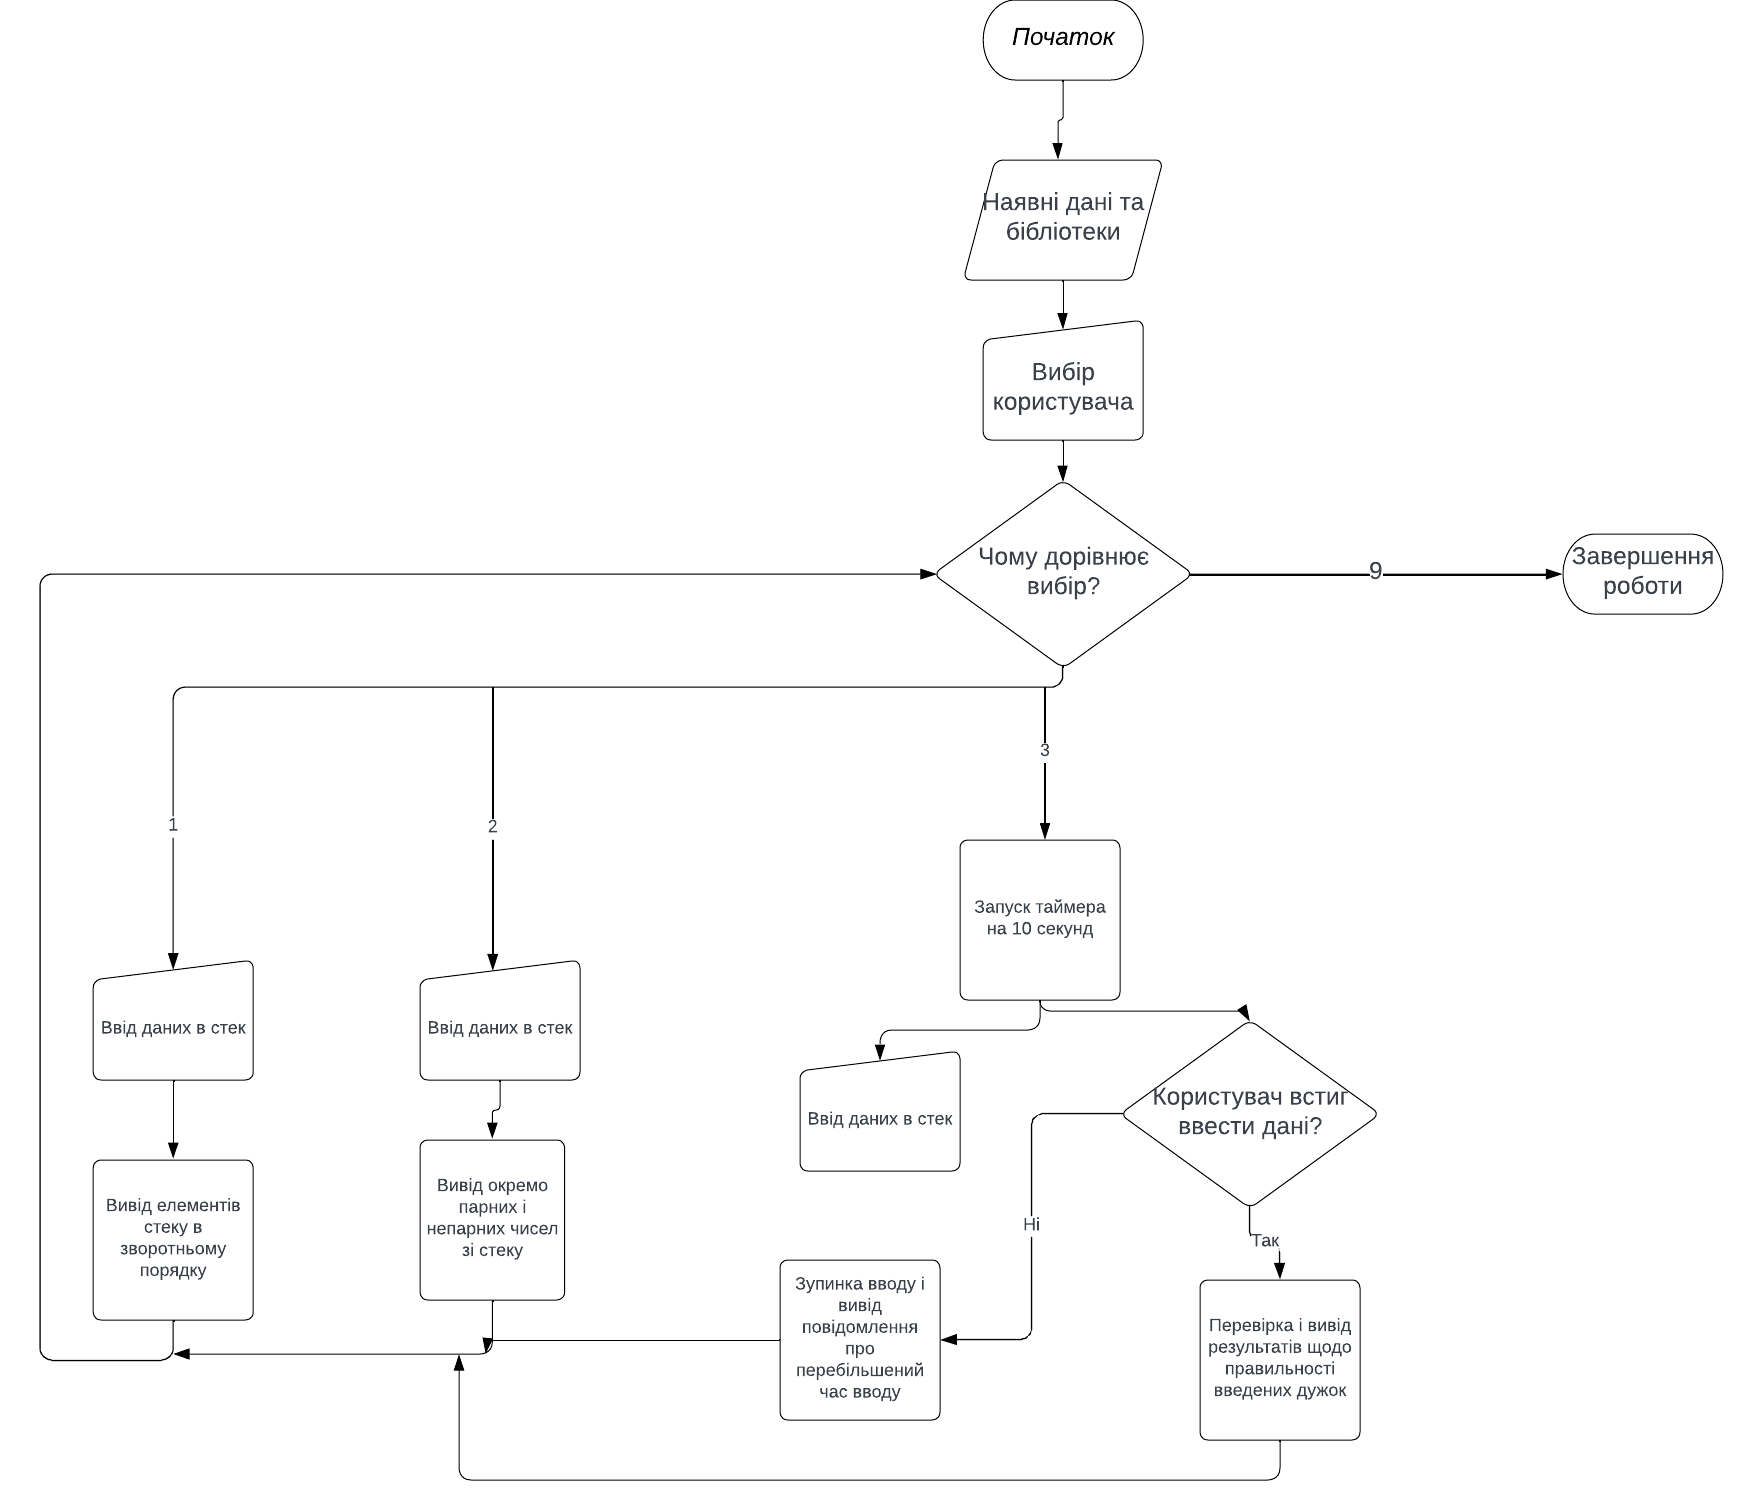 Початок
Наявні дані та
бібліотеки
Вибір
користувача
Чому дорівнює
вибір?
9
Завершення
роботи
3
1
2
Запуск таймера
на 10 секунд
Ввід даних в стек
Ввід даних в стек
Ввід даних в стек
Користувач встиг
ввести дані?
Вивід елементів
стеку в
зворотньому
порядку
Вивід окремо
парних і
непарних чисел
зі стеку
Ні
Так
Зупинка вводу і
вивід
повідомлення
про
перебільшений
час вводу
Перевірка і вивід
результатів щодо
правильності
введених дужок